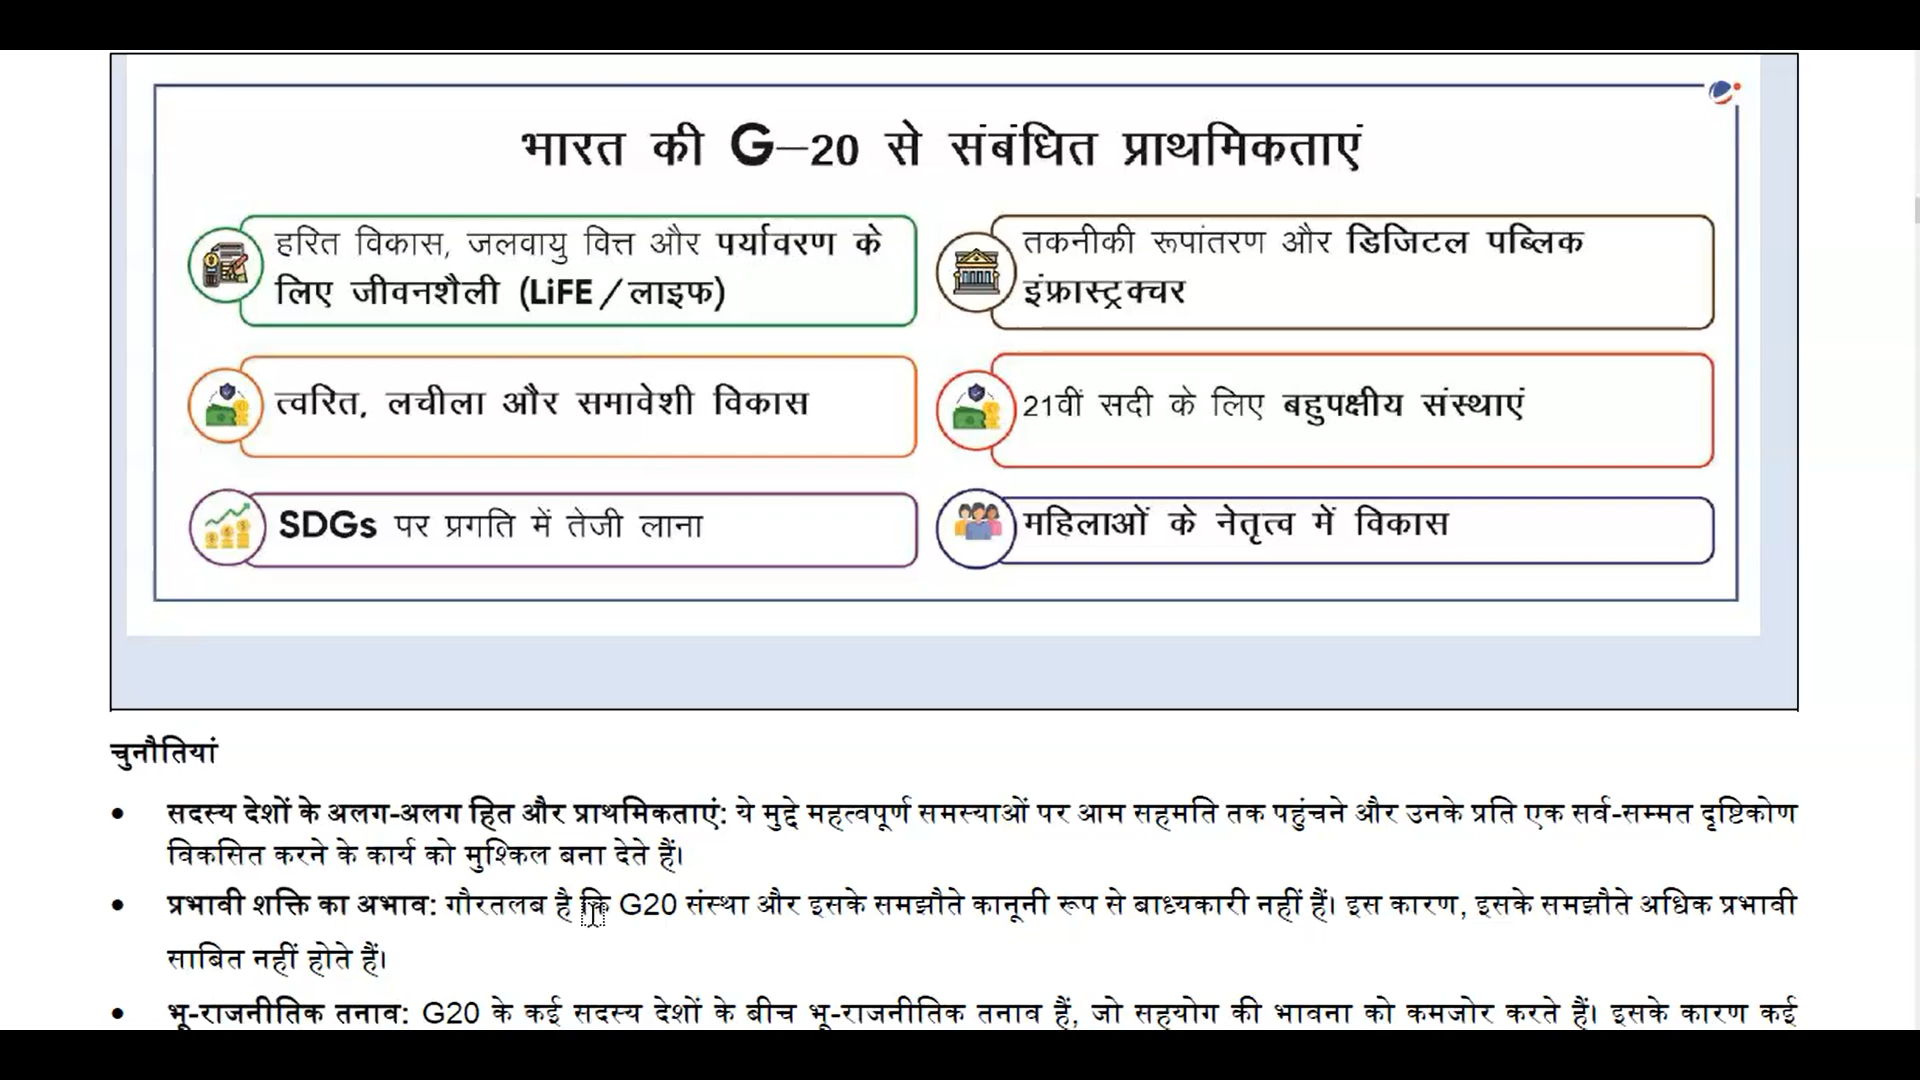 भारत की G–20 से संबंधित प्राथमिकताएं
हरित विकास, जलवायु वित्त और पर्यावरण के
लिए जीवनशैली (LiFE/लाइफ)
तकनीकी रूपांतरण और डिजिटल पब्लिक
इंफ्रास्ट्रक्चर
त्वरित, लचीला और समावेशी विकास
21वीं सदी के लिए बहुपक्षीय संस्थाएं
SDGs पर प्रगति में तेजी लाना
महिलाओं के नेतृत्व में विकास
चुनौतियां
• सदस्य देशों के अलग-अलग हित और प्राथमिकताएं: ये मुद्दे महत्वपूर्ण समस्याओं पर आम सहमति तक पहुंचने और उनके प्रति एक सर्व-सम्मत दृष्टिकोण
विकसित करने के कार्य को मुश्किल बना देते हैं।
• प्रभावी शक्ति का अभाव: गौरतलब है कि G20 संस्था और इसके समझौते कानूनी रूप से बाध्यकारी नहीं हैं। इस कारण, इसके समझौते अधिक प्रभावी
साबित नहीं होते हैं।
• भू-राजनीतिक तनाव: G20 के कई सदस्य देशों के बीच भू-राजनीतिक तनाव हैं, जो सहयोग की भावना को कमजोर करते हैं। इसके कारण कई